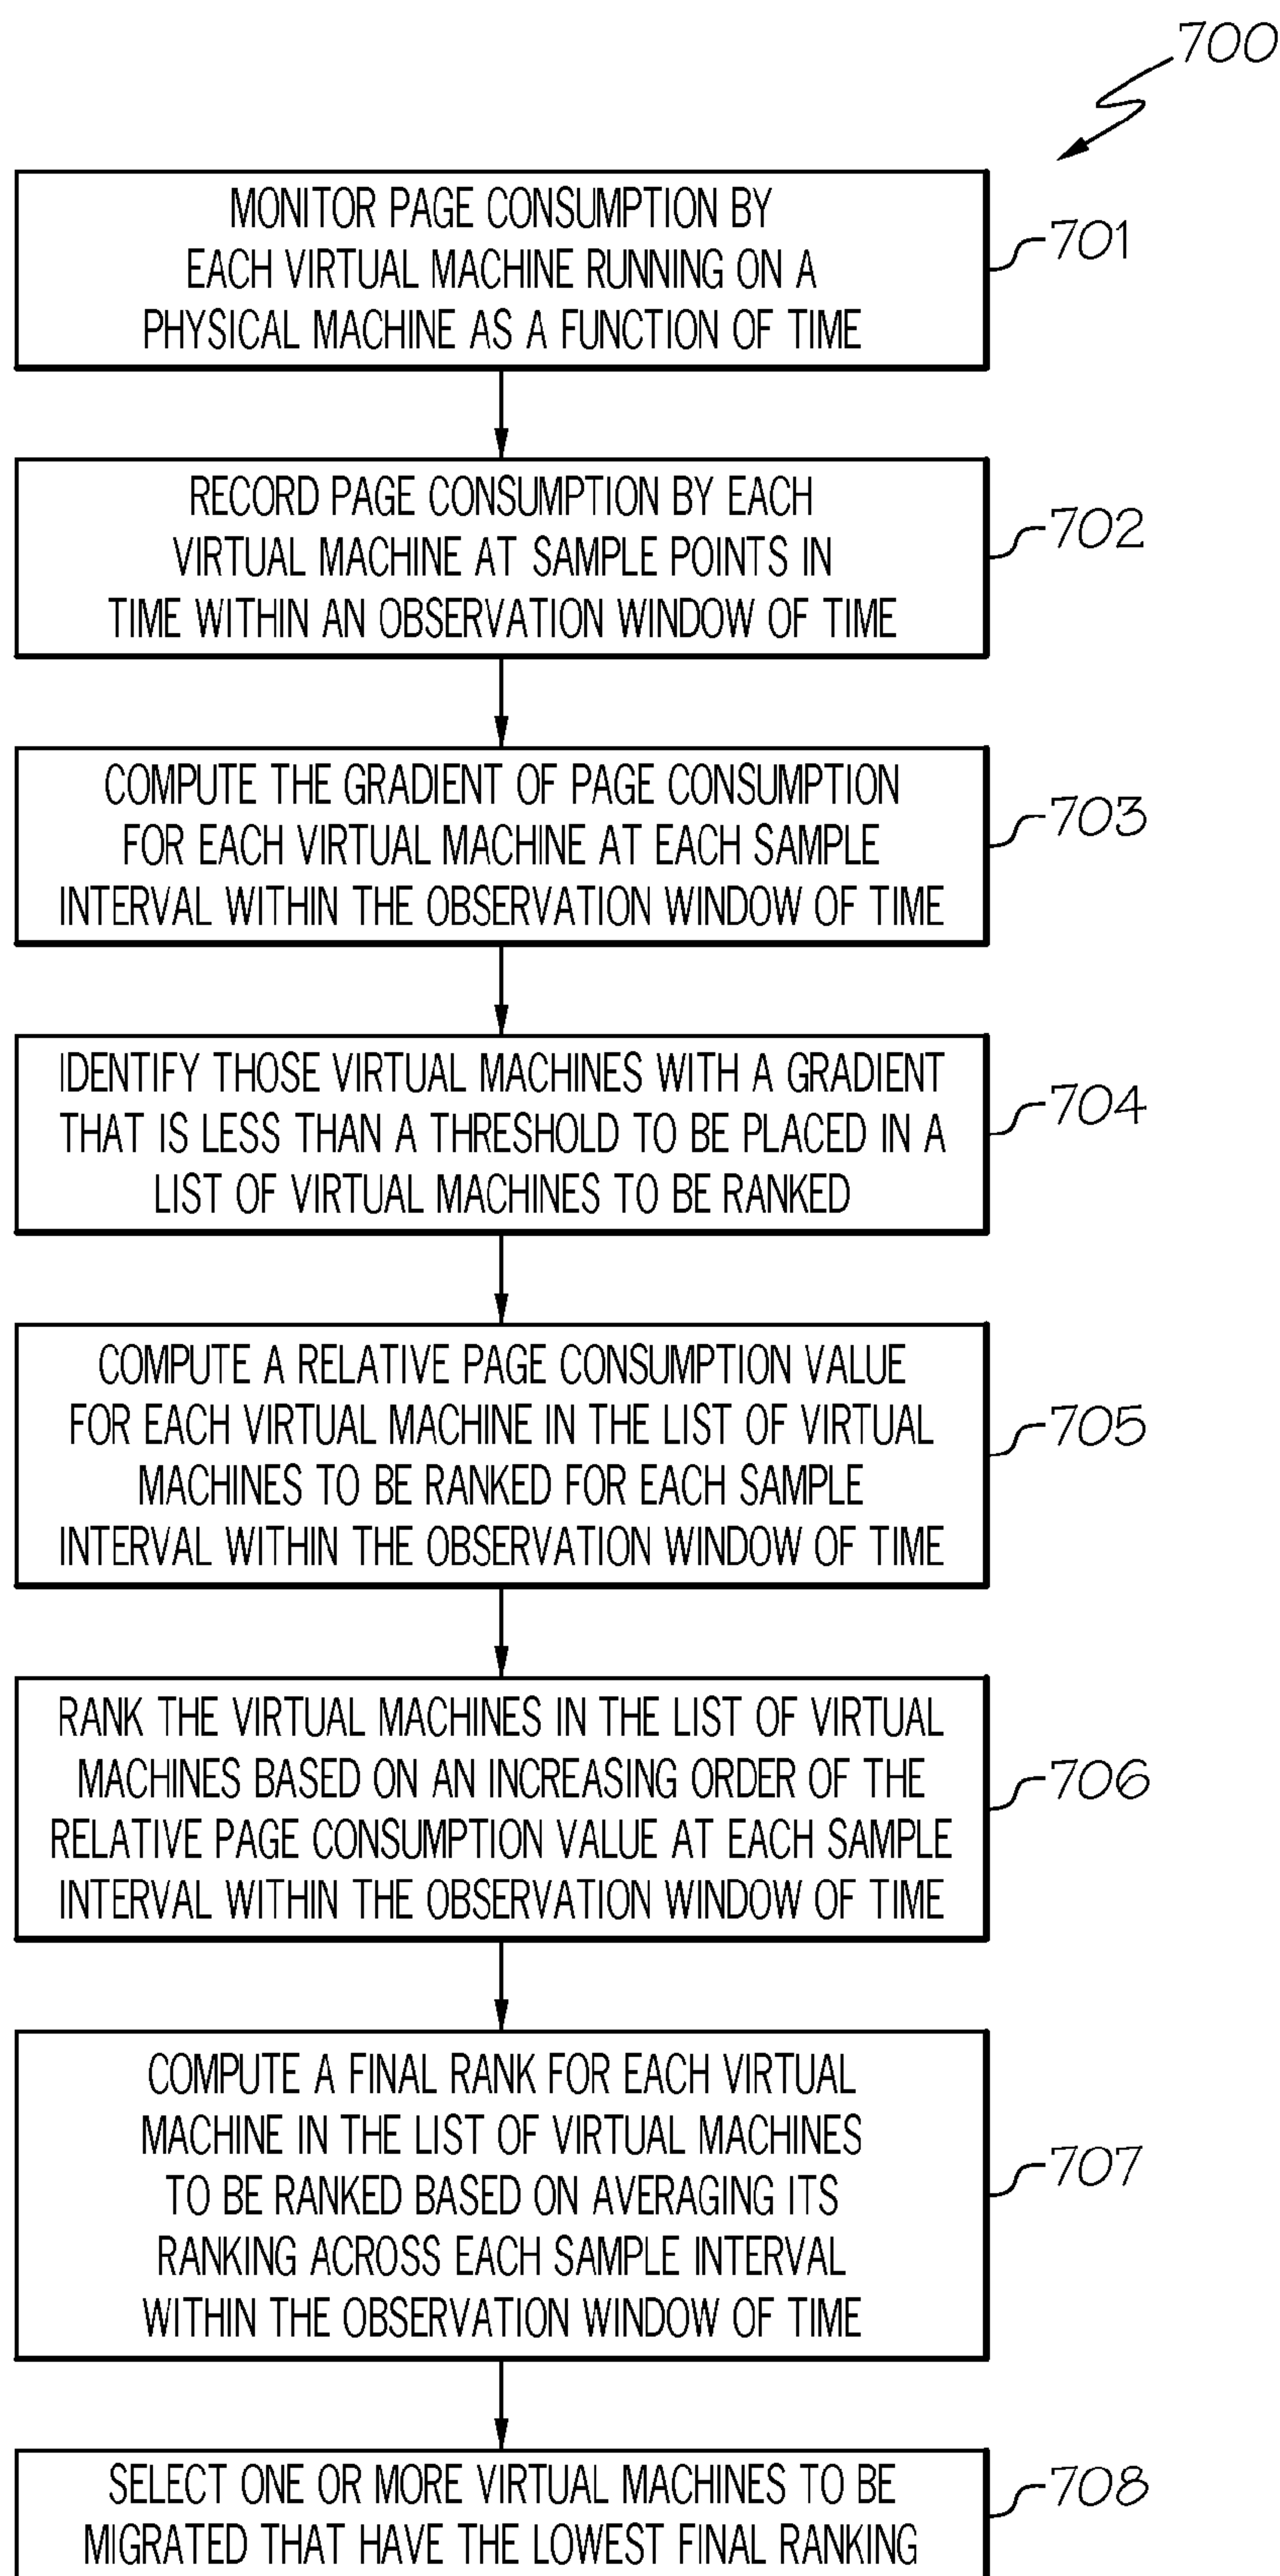 700
MONITOR PAGE CONSUMPTION BY
EACH VIRTUAL MACHINE RUNNING ON A
PHYSICAL MACHINE AS A FUNCTION OF TIME
701
RECORD PAGE CONSUMPTION BY EACH
VIRTUAL MACHINE AT SAMPLE POINTS IN
TIME WITHIN AN OBSERVATION WINDOW OF TIME
702
COMPUTE THE GRADIENT OF PAGE CONSUMPTION
FOR EACH VIRTUAL MACHINE AT EACH SAMPLE
INTERVAL WITHIN THE OBSERVATION WINDOW OF TIME
703
IDENTIFY THOSE VIRTUAL MACHINES WITH A GRADIENT
THAT IS LESS THAN A THRESHOLD TO BE PLACED IN A
LIST OF VIRTUAL MACHINES TO BE RANKED
704
COMPUTE A RELATIVE PAGE CONSUMPTION VALUE
FOR EACH VIRTUAL MACHINE IN THE LIST OF VIRTUAL
MACHINES TO BE RANKED FOR EACH SAMPLE
INTERVAL WITHIN THE OBSERVATION WINDOW OF TIME
705
RANK THE VIRTUAL MACHINES IN THE LIST OF VIRTUAL
MACHINES BASED ON AN INCREASING ORDER OF THE
RELATIVE PAGE CONSUMPTION VALUE AT EACH SAMPLE
INTERVAL WITHIN THE OBSERVATION WINDOW OF TIME
706
COMPUTE A FINAL RANK FOR EACH VIRTUAL
MACHINE IN THE LIST OF VIRTUAL MACHINES
TO BE RANKED BASED ON AVERAGING ITS
RANKING ACROSS EACH SAMPLE INTERVAL
WITHIN THE OBSERVATION WINDOW OF TIME
707
SELECT ONE OR MORE VIRTUAL MACHINES TO BE
MIGRATED THAT HAVE THE LOWEST FINAL RANKING
708